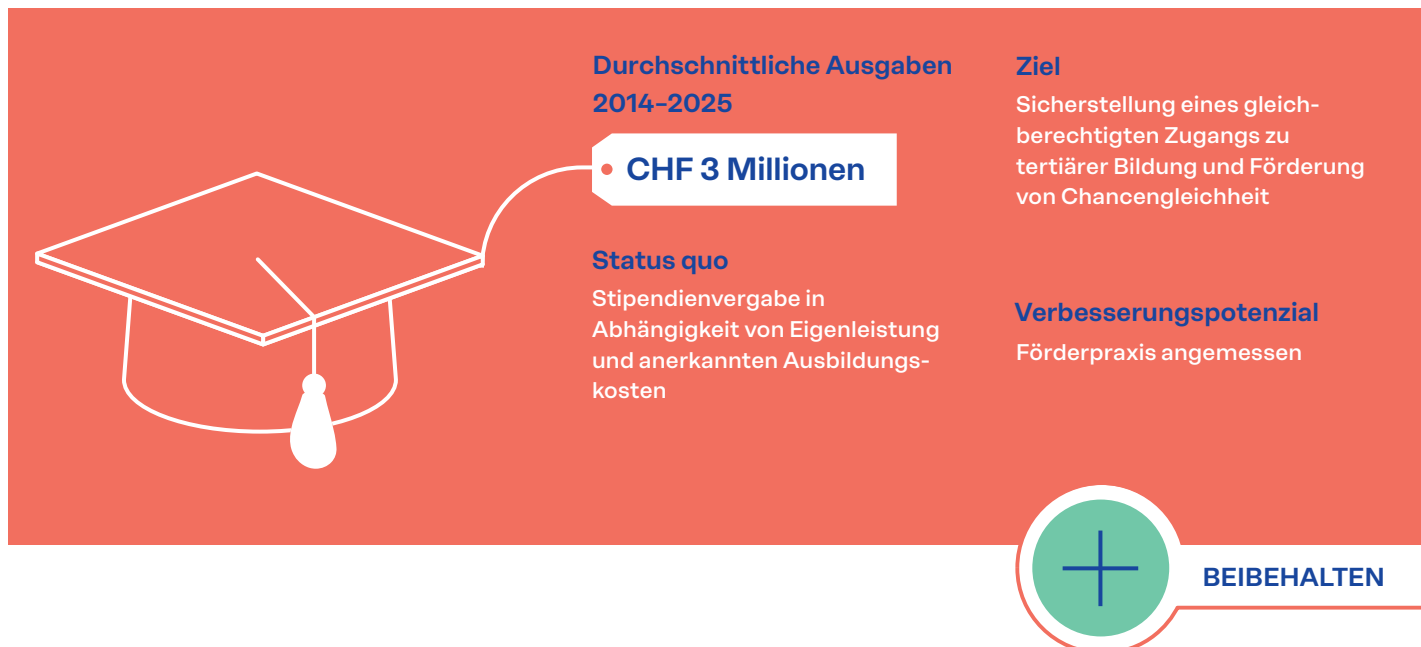 Durchschnittliche Ausgaben
2014–2025
CHF 3 Millionen
Status quo
Stipendienvergabe in
Abhängigkeit von Eigenleistung
und anerkannten Ausbildungs-
kosten
Ziel
Sicherstellung eines gleich-
berechtigten Zugangs zu
tertiärer Bildung und Förderung
von Chancengleichheit
Verbesserungspotenzial
Förderpraxis angemessen
BEIBEHALTEN